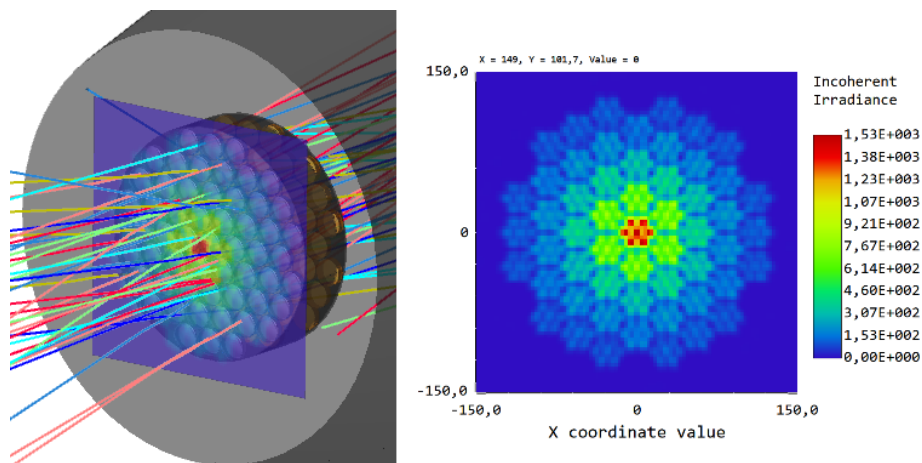 X = 149, Y = 101,7, Value = 0
150,0
0
-150,0
-150,0 0 150,0
X coordinate value
Incoherent
Irradiance
1,53E+003
1,38E+003
1,23E+003
1,07E+003
9,21E+002
7,67E+002
6,14E+002
4,60E+002
3,07E+002
1,53E+002
0,00E+000